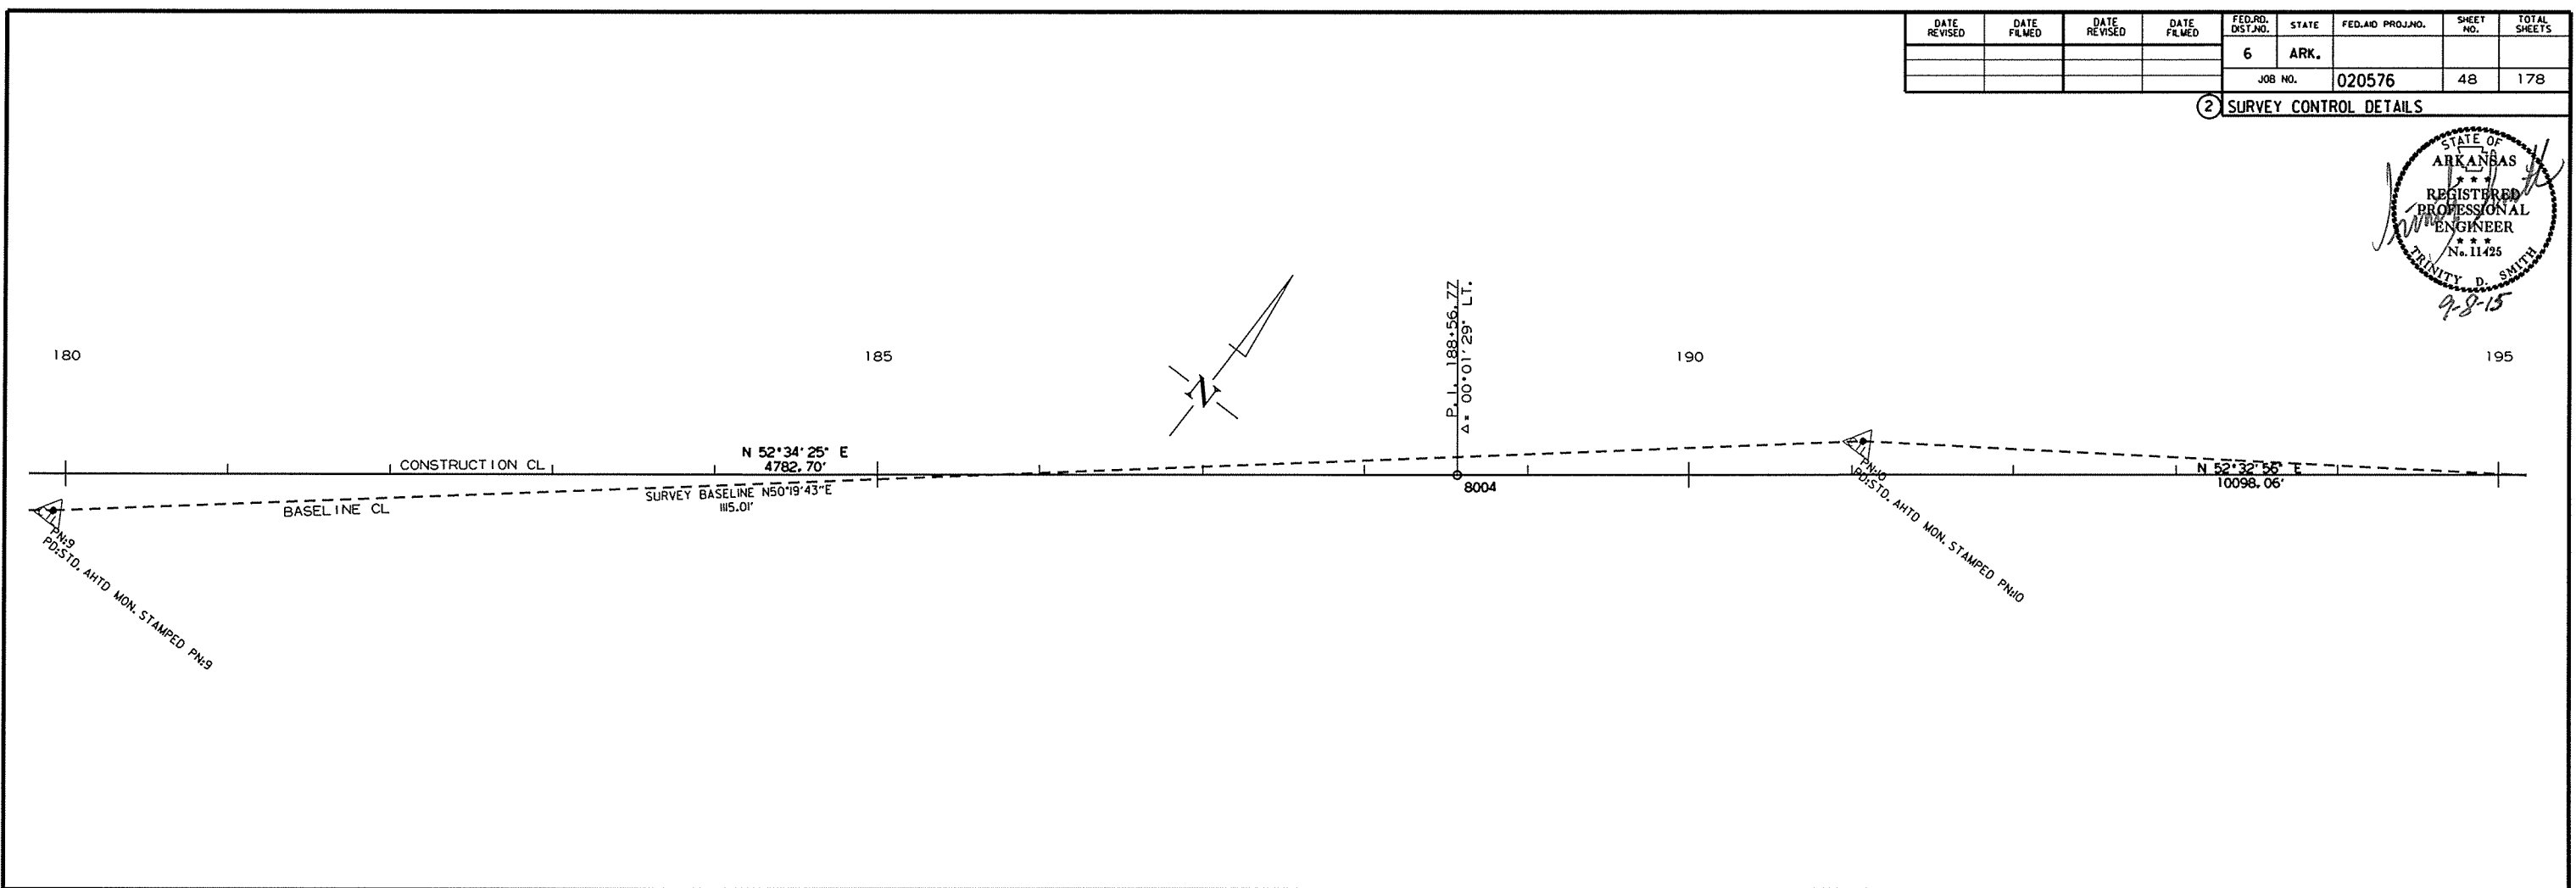 DATE REVISED
DATE FILMED
DATE REVISED
DATE FILMED
FED.RD. DIST.NO.
STATE
FED.AID PROJ.NO.
SHEET NO.
TOTAL SHEETS
6
ARK.
JOB NO.
020576
48
178
2
SURVEY CONTROL DETAILS
STATE OF
ARKANSAS
★ ★ ★
REGISTERED
PROFESSIONAL
ENGINEER
★ ★ ★
No. 11425
TRINITY D. SMITH
9-8-15
180
185
190
195
N
P.I. 188+56.77
Δ = 00°01'29" LT.
CONSTRUCTION CL
N 52°34'25" E
4782.70'
SURVEY BASELINE N50°19'43"E
1115.01'
BASELINE CL
8004
N 52°32'56" E
10098.06'
PN:9
PD:STD. AHTD MON. STAMPED PN:9
PN:10
PD:STD. AHTD MON. STAMPED PN:10